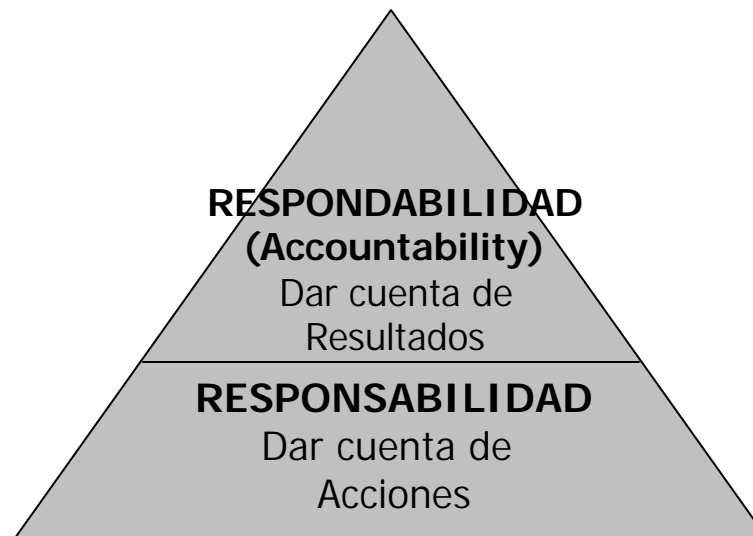 RESPONDABILIDAD
(Accountability)
Dar cuenta de
Resultados
RESPONSABILIDAD
Dar cuenta de
Acciones